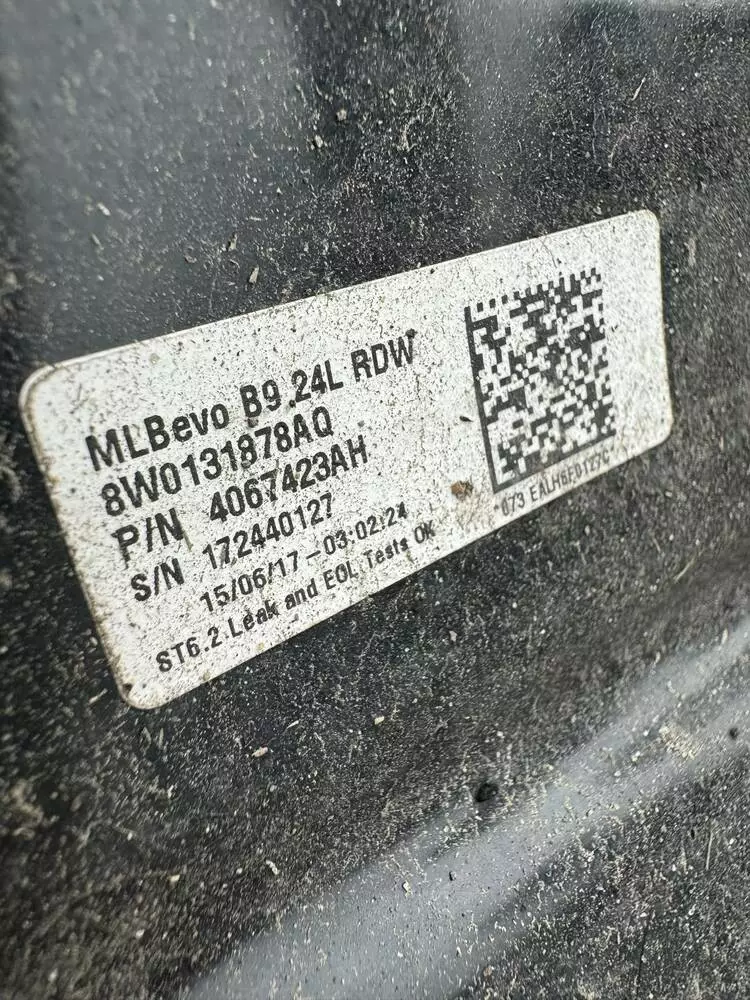 MLBevo B9 24L RDW
8W0131878AQ
P/N 4067423AH
S/N 172440127
15/06/17-03:02:24
ST6.2 Leak and EOL Tests OK